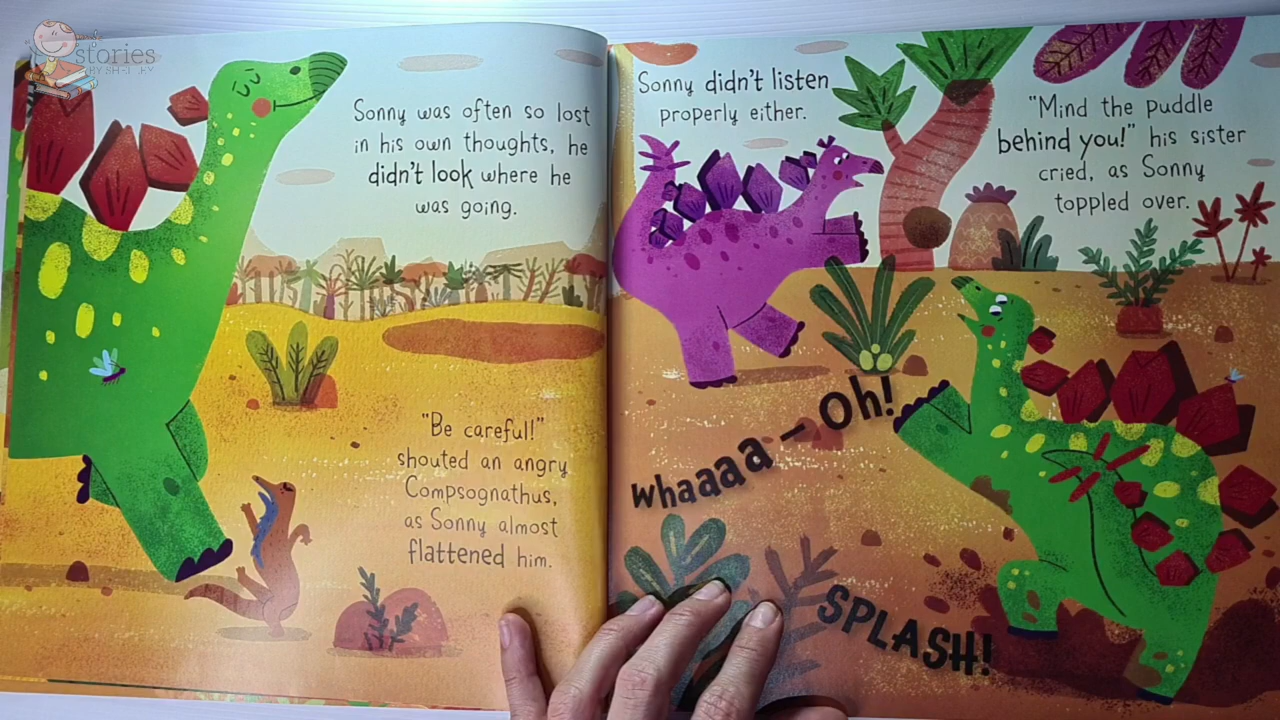 stories
Sonny was often so lost
in his own thoughts, he
didn't look where he
was going.
"Be careful!"
shouted an angry
Compsognathus,
as Sonny almost
flattened him.
Sonny didn't listen
properly either.
"Mind the puddle
behind you!" his sister
cried, as Sonny
toppled over.
Whaaaa – Oh!
SPLASH!